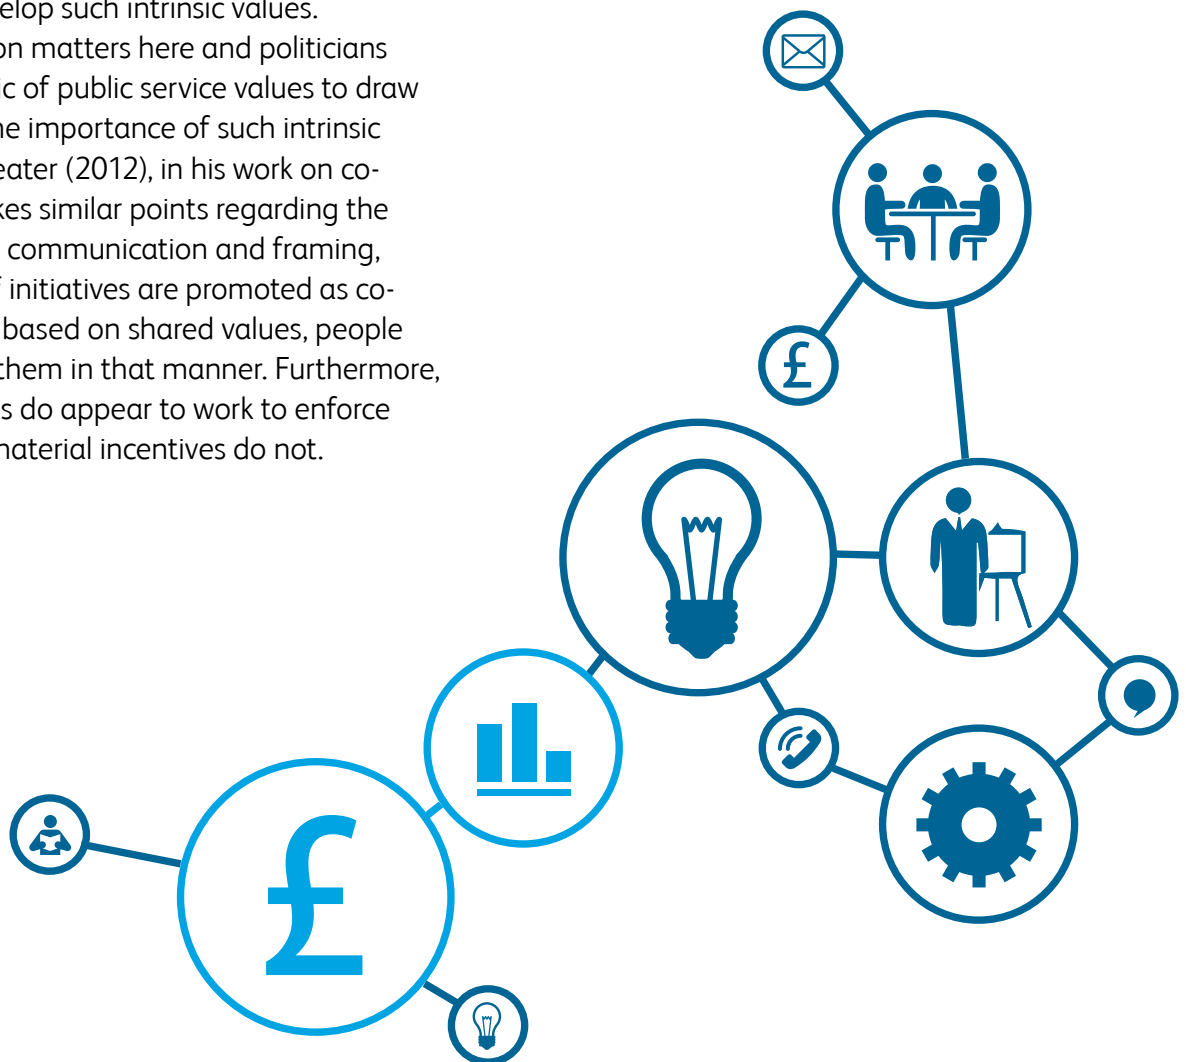 elop such intrinsic values.
on matters here and politicians
ic of public service values to draw
he importance of such intrinsic
eater (2012), in his work on co-
kes similar points regarding the
communication and framing,
f initiatives are promoted as co-
based on shared values, people
them in that manner. Furthermore,
s do appear to work to enforce
material incentives do not.
£
£